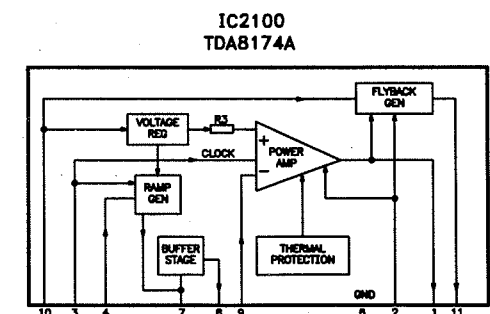 IC2100
TDA8174A
FLYBACK
GEN
VOLTAGE
REG
R3
+
POWER
AMP
CLOCK
−
RAMP
GEN
BUFFER
STAGE
THERMAL
PROTECTION
GND
10 3 4 7 8 9 6 2 1 11